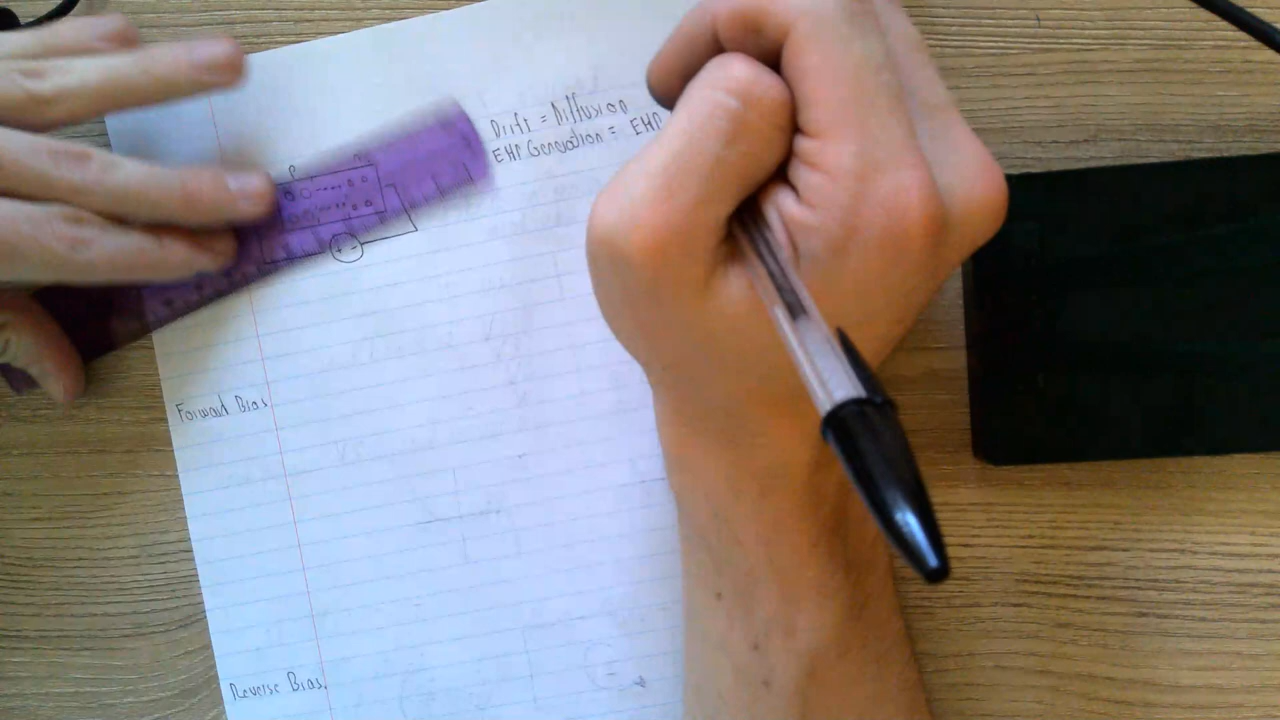 Drift = Diffusion
EHP Generation = EHP
P
n
+ -
Forward Bias
Reverse Bias.